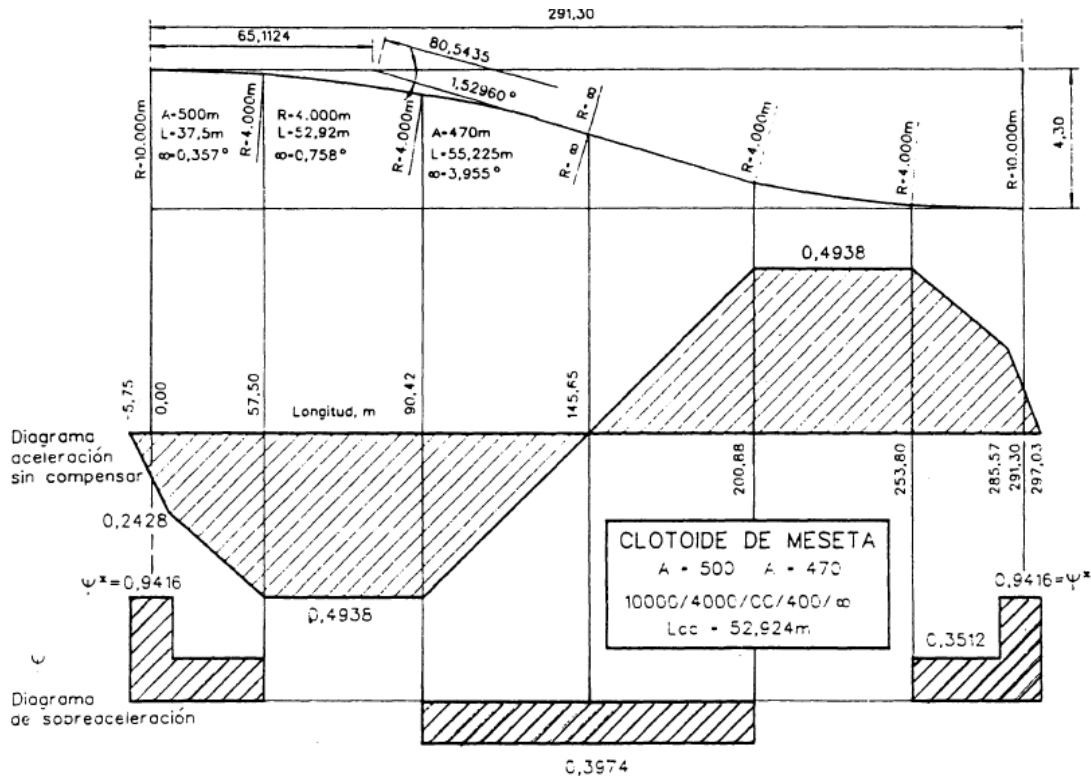 291,30
65,1124
80,5435
1,52960°
R=10.000m
A=500m
L=37,5m
∞=0,357°
R=4.000m
R=4.000m
L=52,92m
∞=0,758°
R=4.000m
A=470m
L=55,225m
∞=3,955°
R=∞
R=∞
R=4.000m
R=4.000m
R=10.000m
4,30
0,4938
-5,75
0,00
57,50
Longitud, m
90,42
145,65
Diagrama
aceleración
sin compensar
200,88
253,80
285,57
291,30
297,03
0,2428
CLOTOIDE DE MESETA
A = 500 A = 470
10000/4000/CC/400/∞
Lcc = 52,924m
Ψ*=0,9416
0,4938
0,9416=Ψ*
0,3512
Ψ
Diagrama
de sobreaceleración
0,3974